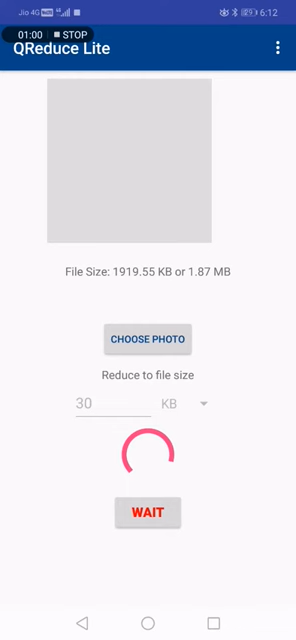 Jio 4G VoLTE 6:12
01:00 STOP
QReduce Lite
File Size: 1919.55 KB or 1.87 MB
CHOOSE PHOTO
Reduce to file size
30 KB
WAIT